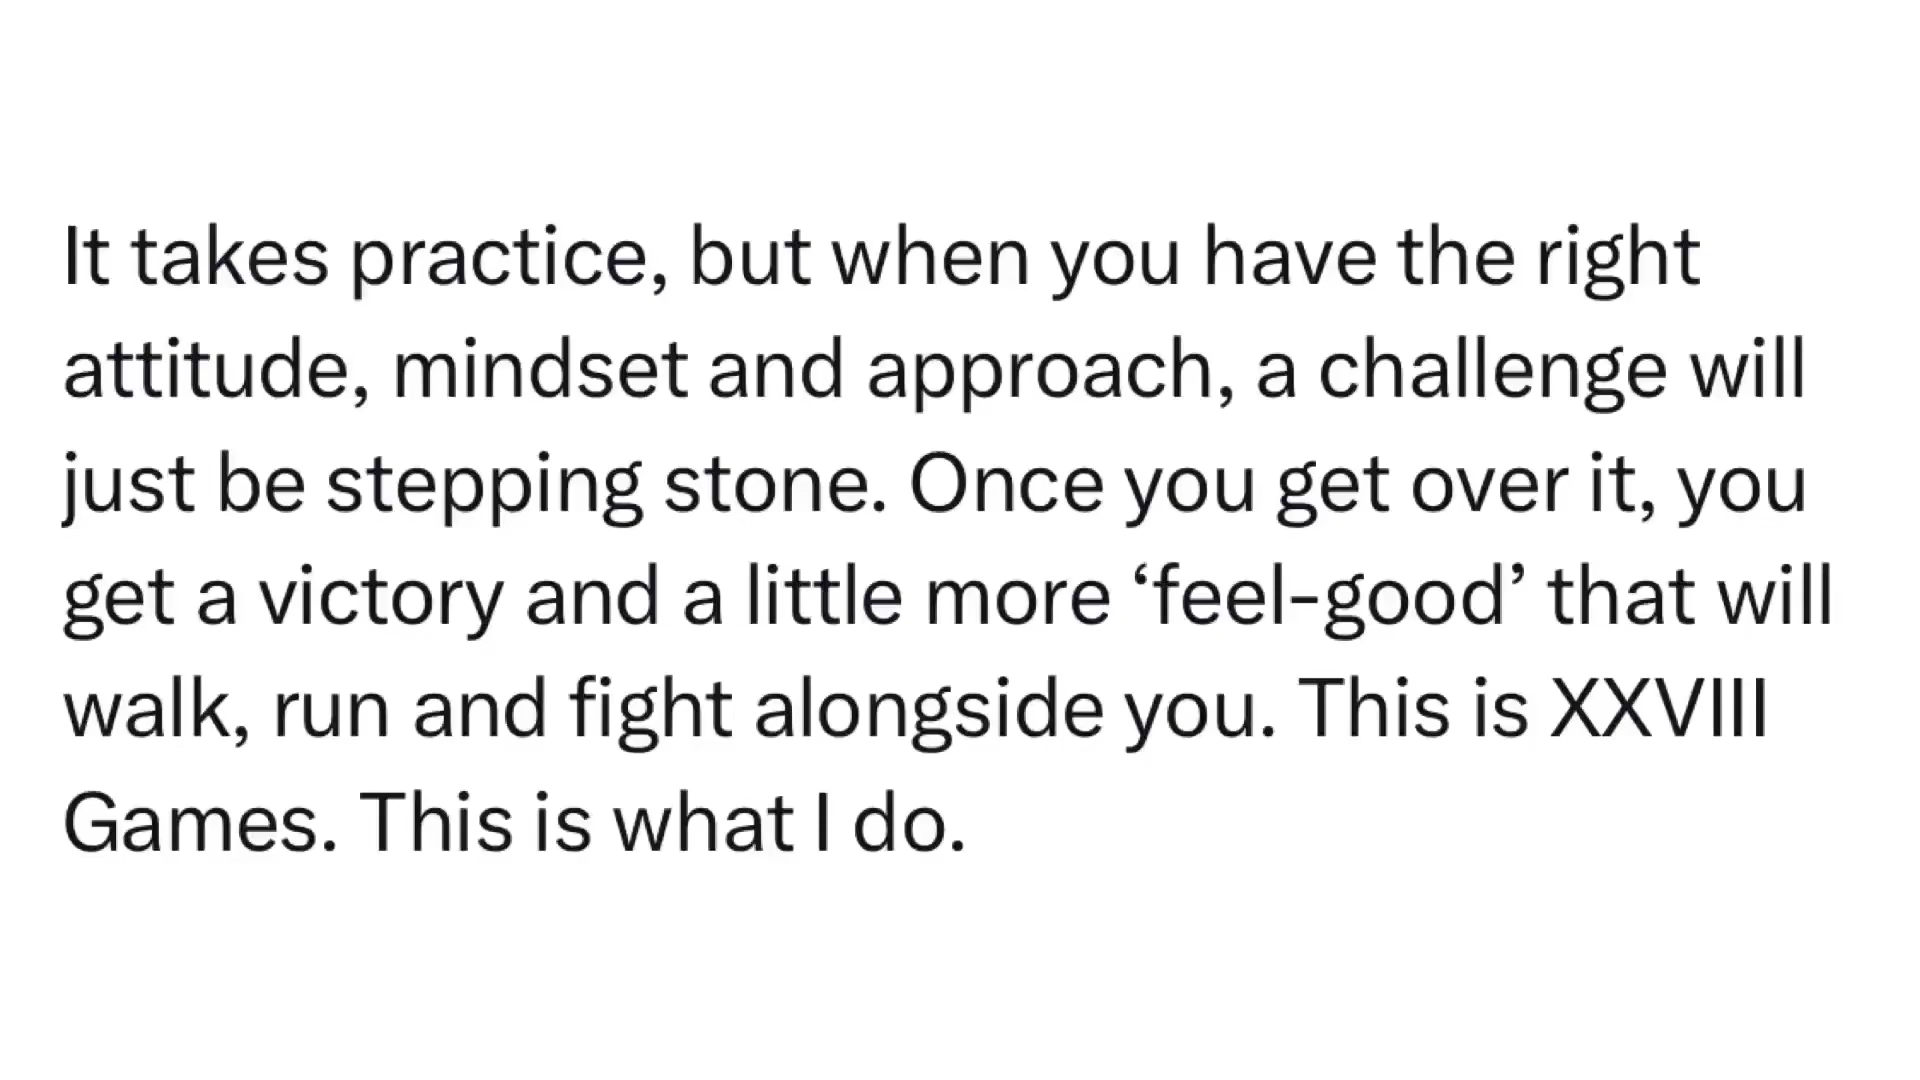 It takes practice, but when you have the right
attitude, mindset and approach, a challenge will
just be stepping stone. Once you get over it, you
get a victory and a little more ‘feel-good’ that will
walk, run and fight alongside you. This is XXVIII
Games. This is what I do.